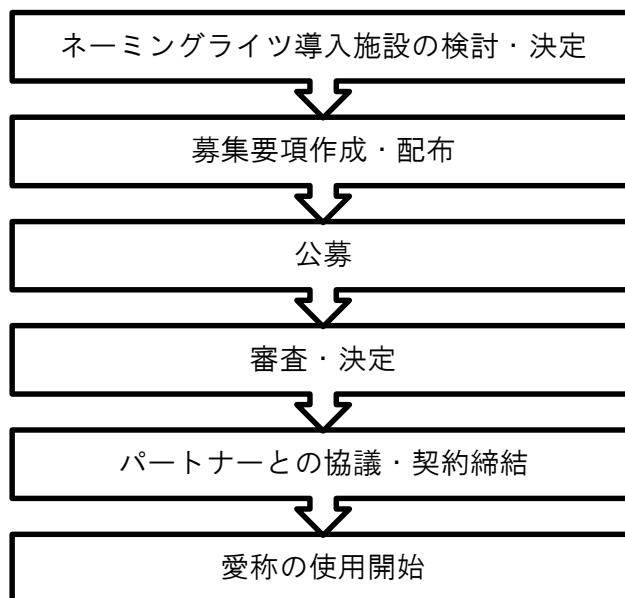 ネーミングライツ導入施設の検討・決定
募集要項作成・配布
公募
審査・決定
パートナーとの協議・契約締結
愛称の使用開始